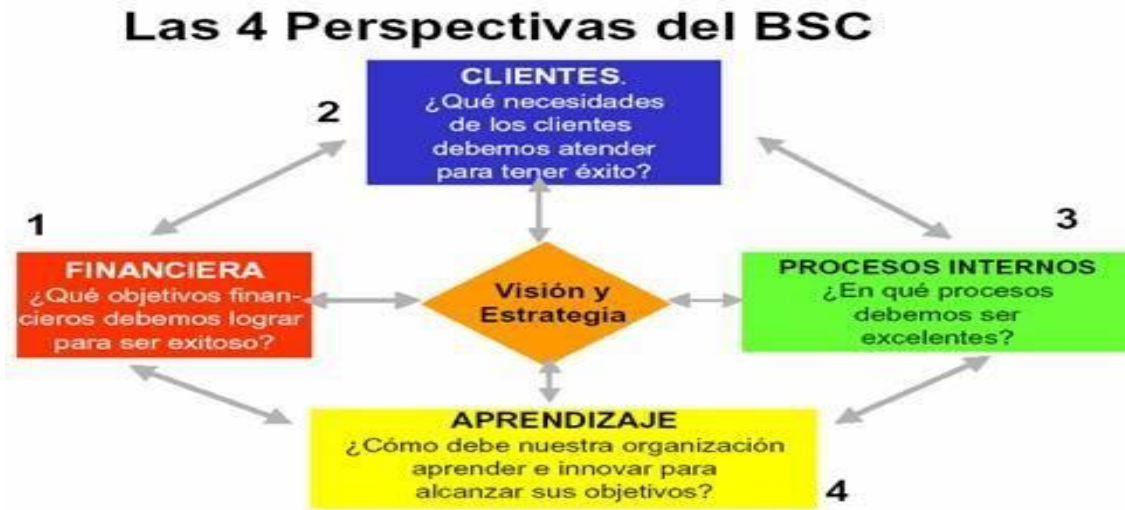 Las 4 Perspectivas del BSC
2
CLIENTES.
¿Qué necesidades
de los clientes
debemos atender
para tener éxito?
1
FINANCIERA
¿Qué objetivos finan-
cieros debemos lograr
para ser exitoso?
Visión y
Estrategia
3
PROCESOS INTERNOS
¿En qué procesos
debemos ser
excelentes?
APRENDIZAJE
¿Cómo debe nuestra organización
aprender e innovar para
alcanzar sus objetivos?
4